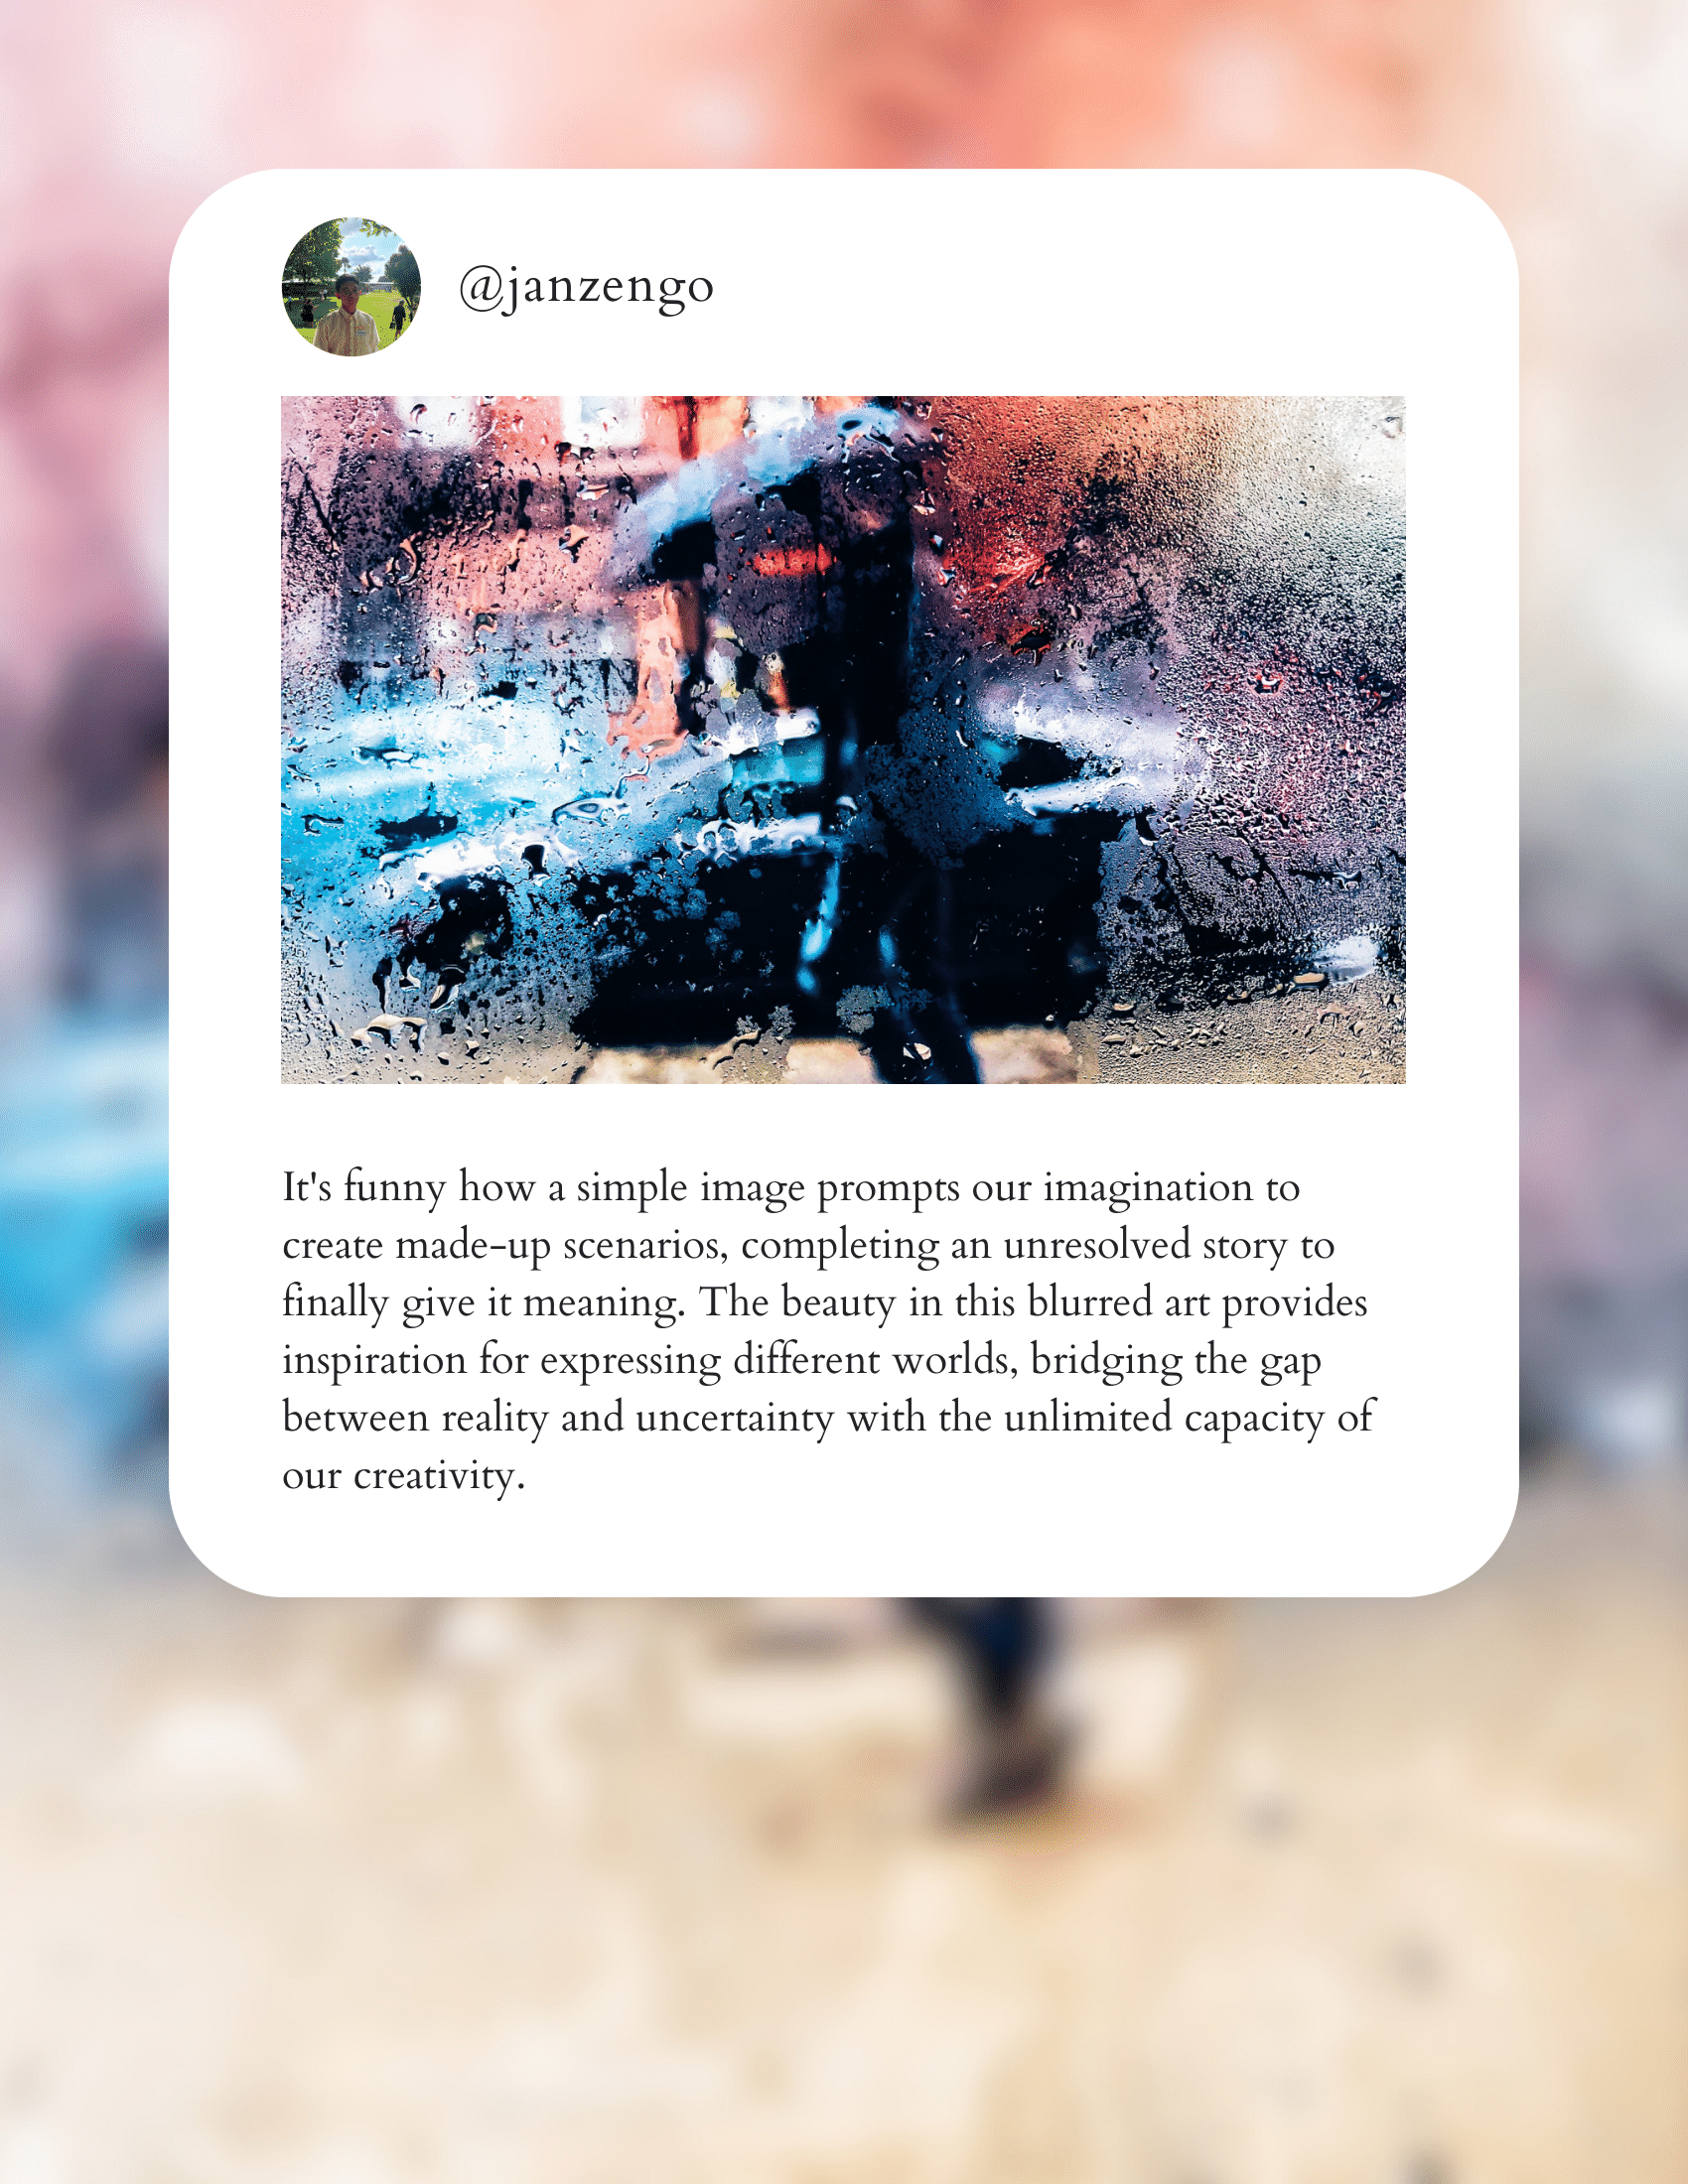 @janzengo
It's funny how a simple image prompts our imagination to
create made-up scenarios, completing an unresolved story to
finally give it meaning. The beauty in this blurred art provides
inspiration for expressing different worlds, bridging the gap
between reality and uncertainty with the unlimited capacity of
our creativity.